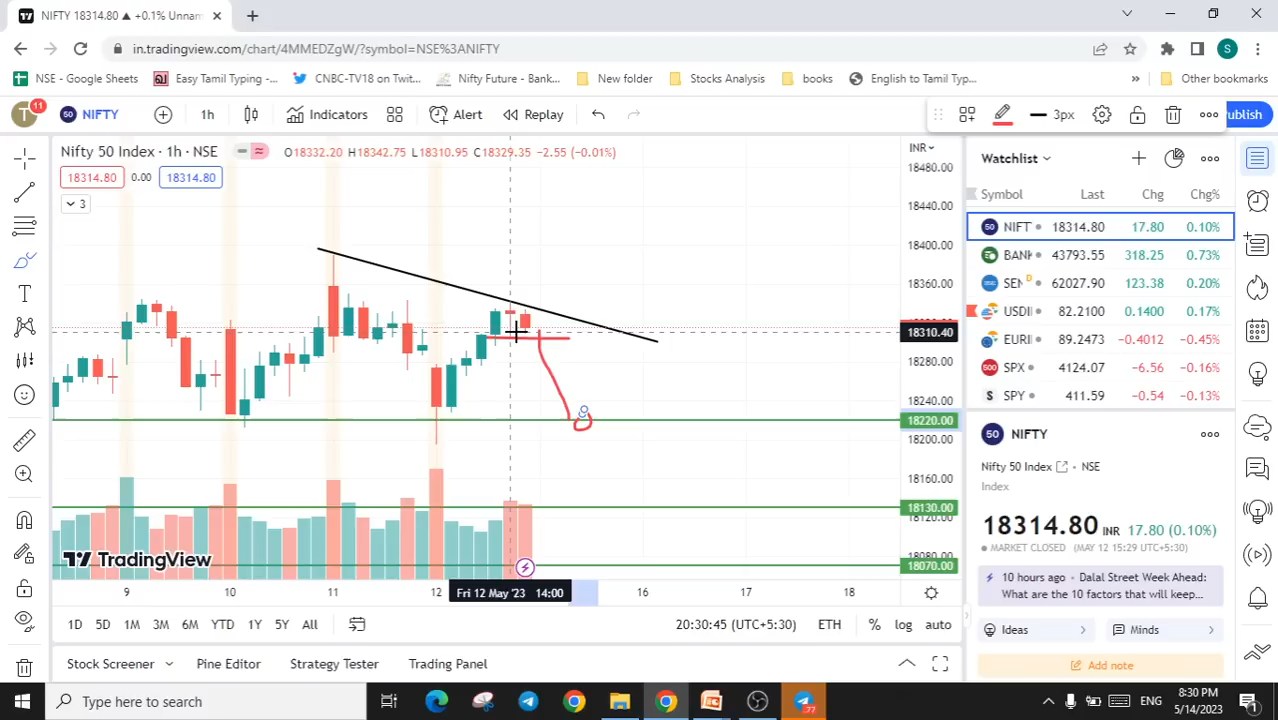 NIFTY 18314.80 ▲ +0.1% Unnam
in.tradingview.com/chart/4MMEDZgW/?symbol=NSE%3ANIFTY
S
NSE - Google Sheets
Easy Tamil Typing -...
CNBC-TV18 on Twit...
Nifty Future - Bank...
New folder
Stocks Analysis
books
English to Tamil Typ...
»
Other bookmarks
T 11
50 NIFTY
1h
Indicators
Alert
Replay
3px
ublish
Nifty 50 Index · 1h · NSE
O18332.20 H18342.75 L18310.95 C18329.35 -2.55 (-0.01%)
INR
18314.80 0.00 18314.80
3
18480.00
18440.00
18400.00
18360.00
18310.40
18280.00
18240.00
18220.00
18200.00
18160.00
18130.00
18120.00
18080.00
18070.00
TradingView
9 10 11 12 Fri 12 May '23 14:00 16 17 18
1D 5D 1M 3M 6M YTD 1Y 5Y All
20:30:45 (UTC+5:30) ETH % log auto
Stock Screener
Pine Editor
Strategy Tester
Trading Panel
Watchlist
Symbol Last Chg Chg%
50 NIFT 18314.80 17.80 0.10%
BANK 43793.55 318.25 0.73%
SEN D 62027.90 123.38 0.20%
USDI 82.2100 0.1400 0.17%
EURI 89.2473 -0.4012 -0.45%
500 SPX 4124.07 -6.56 -0.16%
$ SPY 411.59 -0.54 -0.13%
50 NIFTY
Nifty 50 Index · NSE
Index
18314.80 INR 17.80 (0.10%)
MARKET CLOSED (MAY 12 15:29 UTC+5:30)
10 hours ago · Dalal Street Week Ahead:
What are the 10 factors that will keep...
Ideas
Minds
Add note
Type here to search
77
ENG
8:30 PM
5/14/2023
1